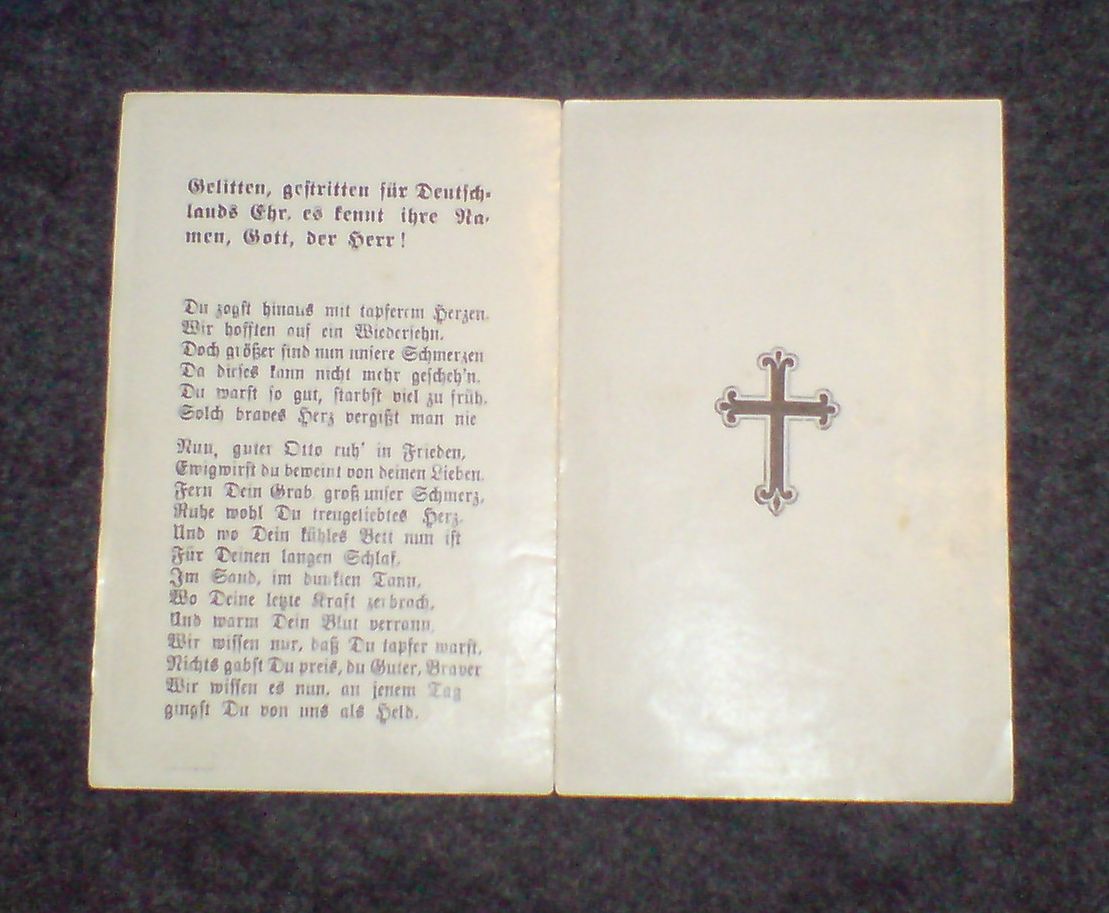 Gelitten, gestritten für Deutsch-
lands Ehr, es kennt ihre Na-
men, Gott, der Herr!
Du zogst hinaus mit tapferem Herzen.
Wir hofften auf ein Wiedersehn.
Doch größer sind nun unsere Schmerzen
Da dieses kann nicht mehr gescheh'n.
Du warst so gut, starbst viel zu früh.
Solch braves Herz vergißt man nie
Nun, guter Otto ruh' in Frieden,
Ewigwirst du beweint von deinen Lieben.
Fern Dein Grab, groß unser Schmerz,
Ruhe wohl Du treugeliebtes Herz.
Und wo Dein kühles Bett nun ist
Für Deinen langen Schlaf,
Im Sand, im dunklen Tann,
Wo Deine letzte Kraft zerbrach,
Und warm Dein Blut verrann,
Wir wissen nur, daß Du tapfer warst,
Nichts gabst Du preis, du Guter, Braver
Wir wissen es nun, an jenem Tag
gingst Du von uns als Held.